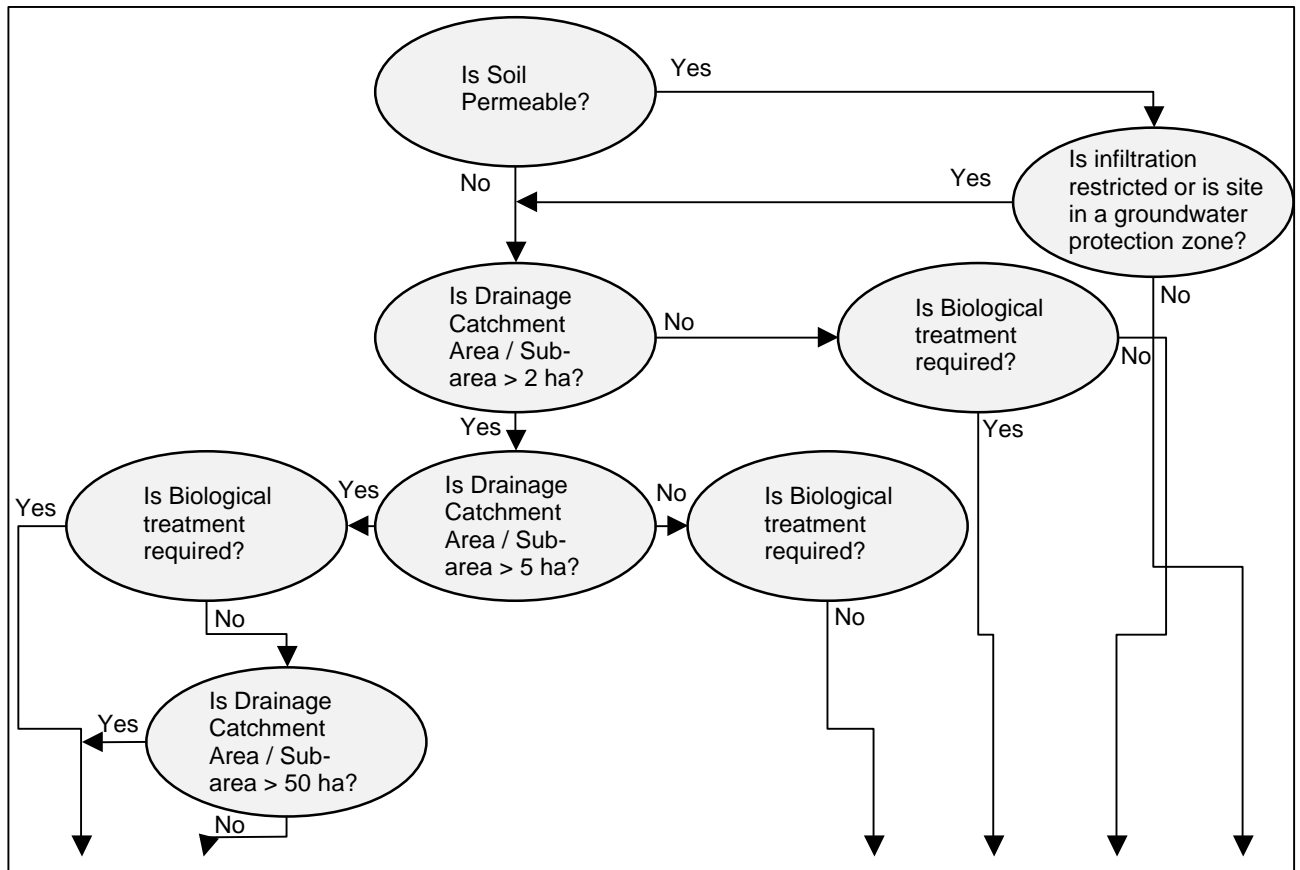 Is Soil
Permeable?
Yes
No
Is infiltration
restricted or is site
in a groundwater
protection zone?
Yes
No
Is Drainage
Catchment
Area / Sub-
area > 2 ha?
No
Yes
Is Biological
treatment
required?
No
Yes
Is Drainage
Catchment
Area / Sub-
area > 5 ha?
Yes
No
Is Biological
treatment
required?
Yes
No
Is Biological
treatment
required?
No
Is Drainage
Catchment
Area / Sub-
area > 50 ha?
Yes
No